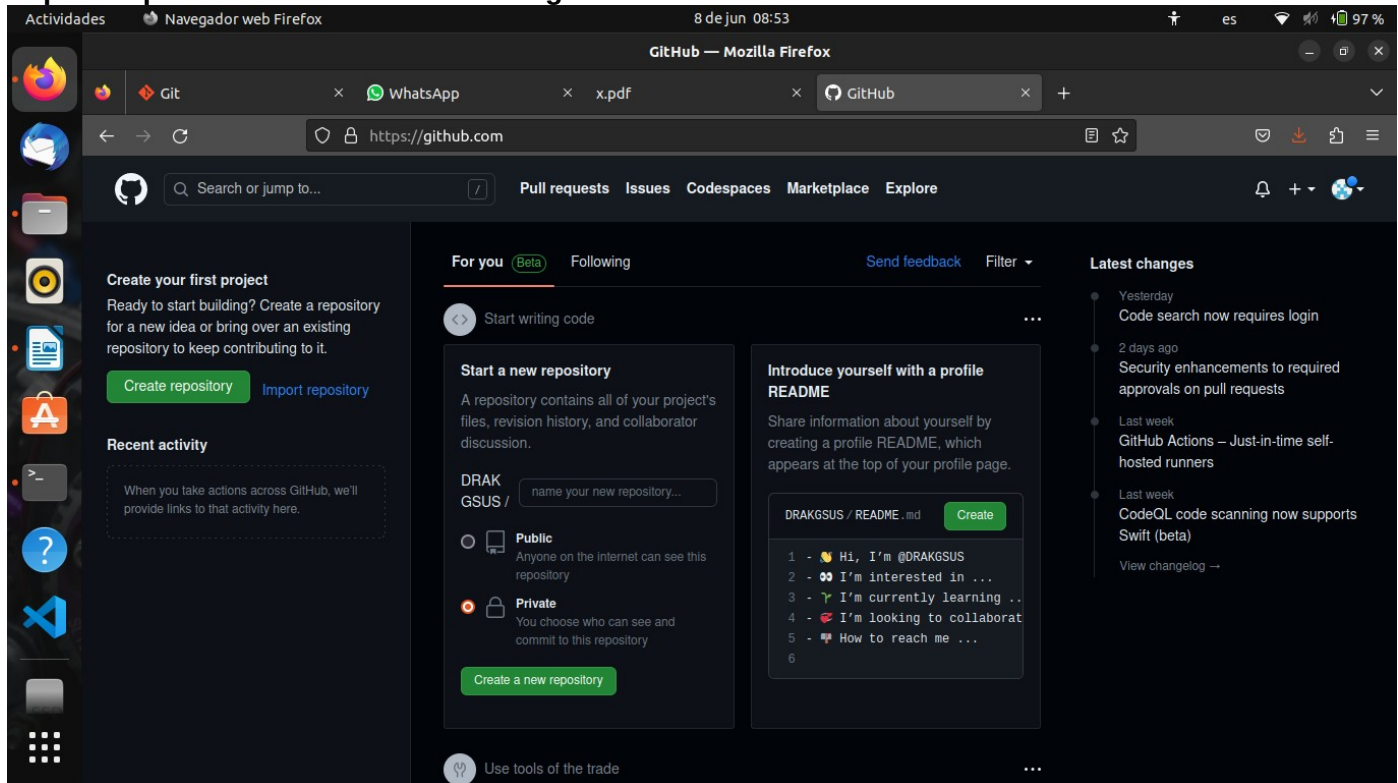 Actividades Navegador web Firefox 8 de jun 08:53 es 97 %
GitHub — Mozilla Firefox
Git WhatsApp x.pdf GitHub
https://github.com
Search or jump to... / Pull requests Issues Codespaces Marketplace Explore
Create your first project
Ready to start building? Create a repository
for a new idea or bring over an existing
repository to keep contributing to it.
Create repository Import repository
Recent activity
When you take actions across GitHub, we'll
provide links to that activity here.
For you Beta Following Send feedback Filter
Start writing code
Start a new repository
A repository contains all of your project's
files, revision history, and collaborator
discussion.
DRAK
GSUS / name your new repository...
Public
Anyone on the internet can see this
repository
Private
You choose who can see and
commit to this repository
Create a new repository
Introduce yourself with a profile
README
Share information about yourself by
creating a profile README, which
appears at the top of your profile page.
DRAKGSUS / README.md Create
1 - 👋 Hi, I'm @DRAKGSUS
2 - 👀 I'm interested in ...
3 - 🌱 I'm currently learning ..
4 - 💞️ I'm looking to collaborat
5 - 📫 How to reach me ...
6
Use tools of the trade
Latest changes
Yesterday
Code search now requires login
2 days ago
Security enhancements to required
approvals on pull requests
Last week
GitHub Actions – Just-in-time self-
hosted runners
Last week
CodeQL code scanning now supports
Swift (beta)
View changelog →